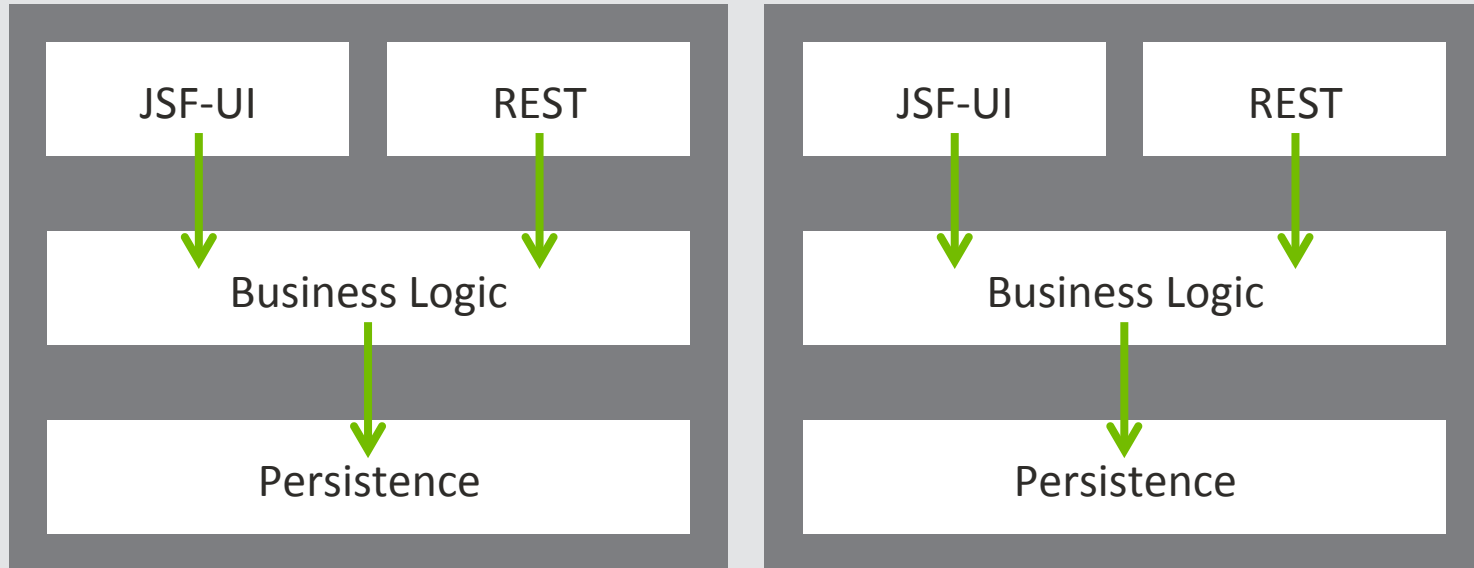 JSF-UI
REST
Business Logic
Persistence
JSF-UI
REST
Business Logic
Persistence